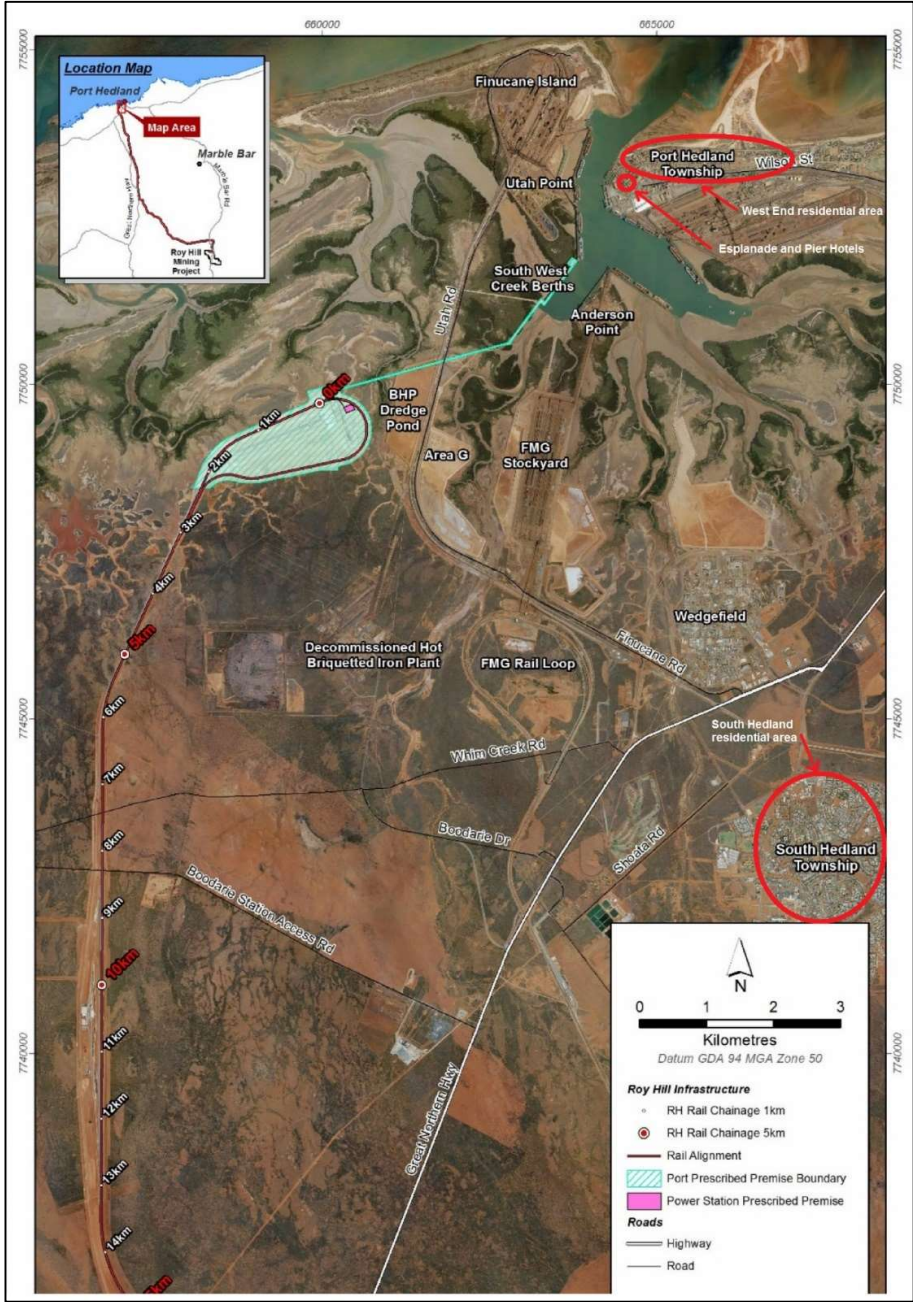 660000
665000
7755000
7755000
Location Map
Port Hedland
Map Area
Marble Bar
Marble Bar Rd
Great Northern Hwy
Roy Hill
Mining
Project
Finucane Island
Port Hedland
Township
Wilson St
Utah Point
West End residential area
Esplanade and Pier Hotels
South West
Creek Berths
Utah Rd
Anderson
Point
7750000
7750000
0km
1km
2km
BHP
Dredge
Pond
Area G
FMG
Stockyard
3km
4km
5km
Wedgefield
Decommissioned Hot
Briquetted Iron Plant
FMG Rail Loop
Finucane Rd
6km
7745000
7745000
South Hedland
residential area
Whim Creek Rd
7km
Boodarie Dr
Shoata Rd
8km
South Hedland
Township
Boodarie Station Access Rd
9km
10km
11km
7740000
7740000
12km
13km
14km
Great Northern Hwy
N
0 1 2 3
Kilometres
Datum GDA 94 MGA Zone 50
Roy Hill Infrastructure
RH Rail Chainage 1km
RH Rail Chainage 5km
Rail Alignment
Port Prescribed Premise Boundary
Power Station Prescribed Premise
Roads
Highway
Road